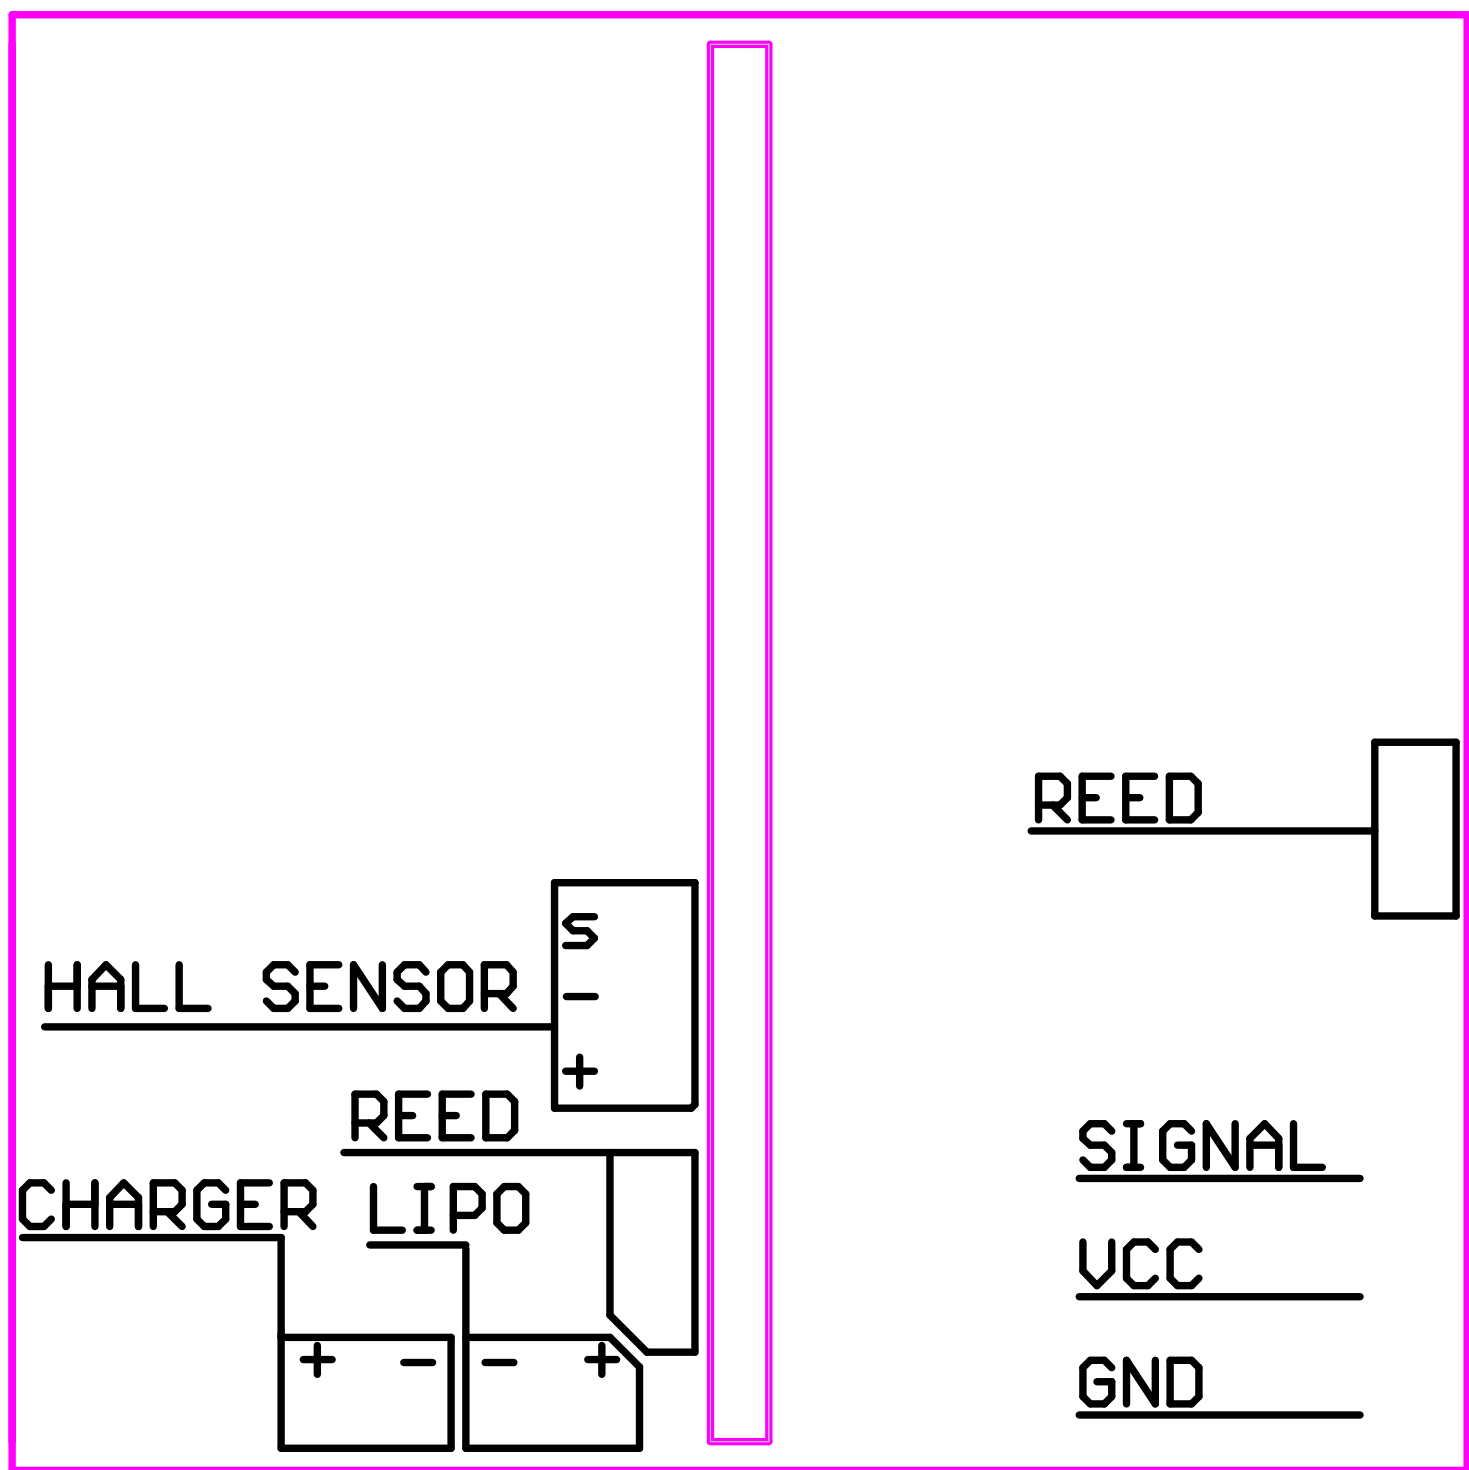 REED
S
HALL SENSOR
−
+
REED
SIGNAL
CHARGER
LIPO
VCC
+ − − +
GND